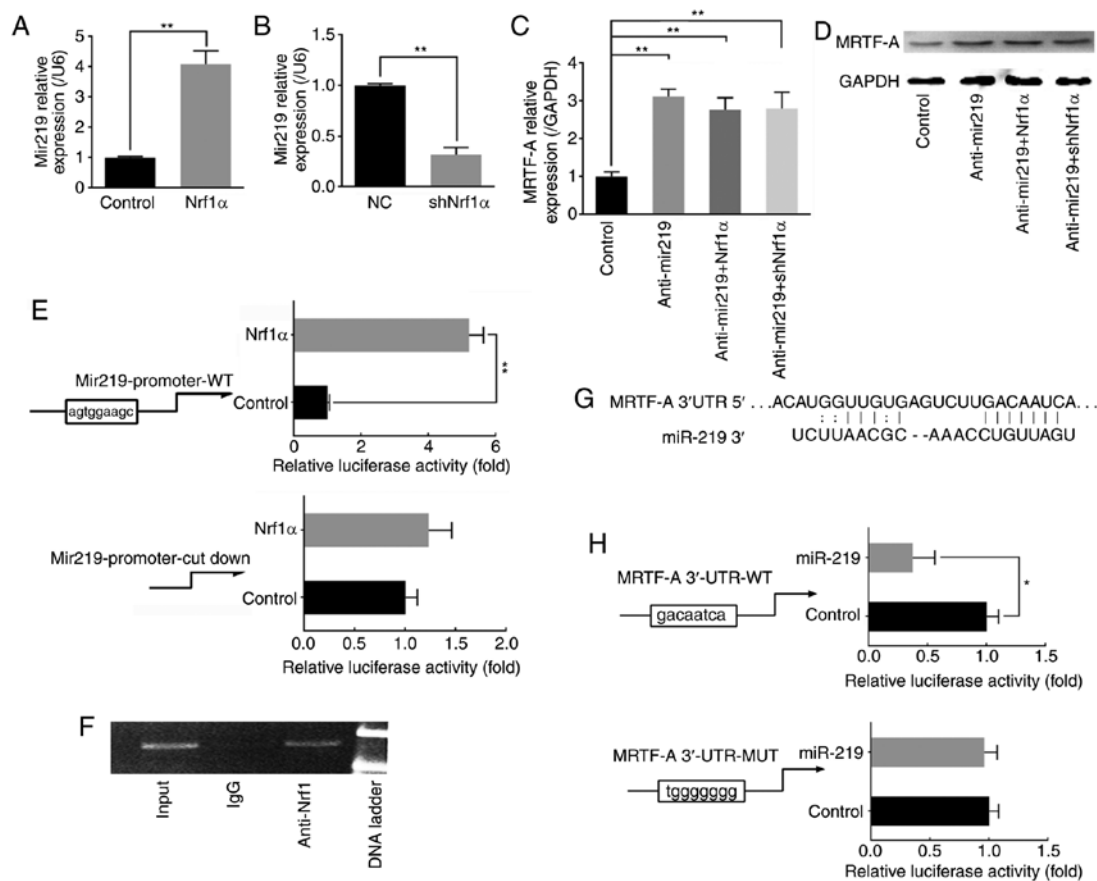 A
Mir219 relative
expression (/U6)
5
4
3
2
1
0
**
Control
Nrf1α
B
Mir219 relative
expression (/U6)
1.5
1.0
0.5
0.0
**
NC
shNrf1α
C
MRTF-A relative
expression (/GAPDH)
4
3
2
1
0
**
**
**
Control
Anti-mir219
Anti-mir219+Nrf1α
Anti-mir219+shNrf1α
D
MRTF-A
GAPDH
Control
Anti-mir219
Anti-mir219+Nrf1α
Anti-mir219+shNrf1α
E
Mir219-promoter-WT
agtggaagc
Nrf1α
Control
**
0 2 4 6
Relative luciferase activity (fold)
Mir219-promoter-cut down
Nrf1α
Control
0.0 0.5 1.0 1.5 2.0
Relative luciferase activity (fold)
F
Input
IgG
Anti-Nrf1
DNA ladder
G
MRTF-A 3′UTR 5′ ...ACAUGGUUGUGAGUCUUGACAAUCA...
miR-219 3′ UCUUAACGC--AAACCUGUUAGU
H
MRTF-A 3′-UTR-WT
gacaatca
miR-219
Control
*
0.0 0.5 1.0 1.5
Relative luciferase activity (fold)
MRTF-A 3′-UTR-MUT
tggggggg
miR-219
Control
0.0 0.5 1.0 1.5
Relative luciferase activity (fold)